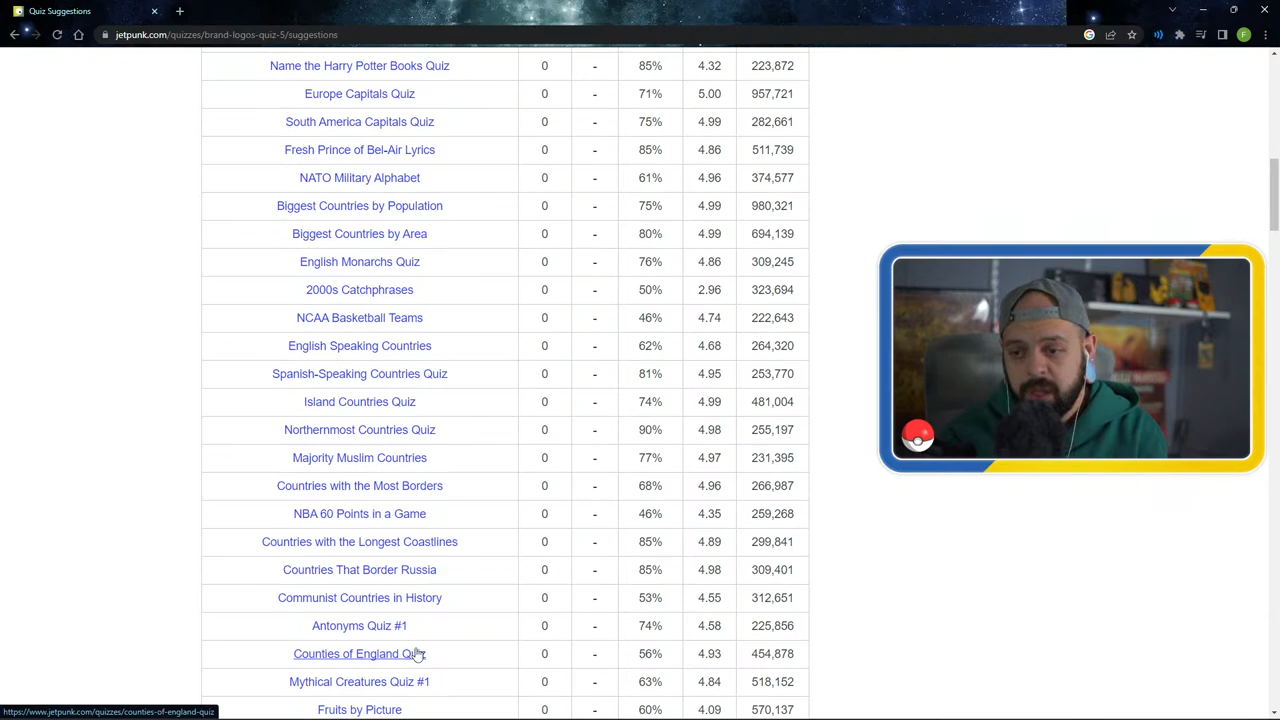 Quiz Suggestions
jetpunk.com/quizzes/brand-logos-quiz-5/suggestions
F
Name the Harry Potter Books Quiz 0 - 85% 4.32 223,872
Europe Capitals Quiz 0 - 71% 5.00 957,721
South America Capitals Quiz 0 - 75% 4.99 282,661
Fresh Prince of Bel-Air Lyrics 0 - 85% 4.86 511,739
NATO Military Alphabet 0 - 61% 4.96 374,577
Biggest Countries by Population 0 - 75% 4.99 980,321
Biggest Countries by Area 0 - 80% 4.99 694,139
English Monarchs Quiz 0 - 76% 4.86 309,245
2000s Catchphrases 0 - 50% 2.96 323,694
NCAA Basketball Teams 0 - 46% 4.74 222,643
English Speaking Countries 0 - 62% 4.68 264,320
Spanish-Speaking Countries Quiz 0 - 81% 4.95 253,770
Island Countries Quiz 0 - 74% 4.99 481,004
Northernmost Countries Quiz 0 - 90% 4.98 255,197
Majority Muslim Countries 0 - 77% 4.97 231,395
Countries with the Most Borders 0 - 68% 4.96 266,987
NBA 60 Points in a Game 0 - 46% 4.35 259,268
Countries with the Longest Coastlines 0 - 85% 4.89 299,841
Countries That Border Russia 0 - 85% 4.98 309,401
Communist Countries in History 0 - 53% 4.55 312,651
Antonyms Quiz #1 0 - 74% 4.58 225,856
Counties of England 0 - 56% 4.93 454,878
Mythical Creatures Quiz #1 0 - 63% 318,152
Fruits by Picture 0 -
https://www.jetpunk.com/quizzes/counties-of-england-quiz